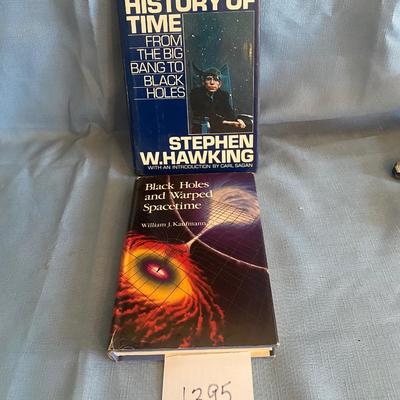 HISTORY OF
TIME
FROM
THE BIG
BANG TO
BLACK
HOLES
STEPHEN
W.HAWKING
WITH AN INTRODUCTION BY CARL SAGAN
Black Holes
and Warped
Spacetime
William J. Kaufmann,
1295